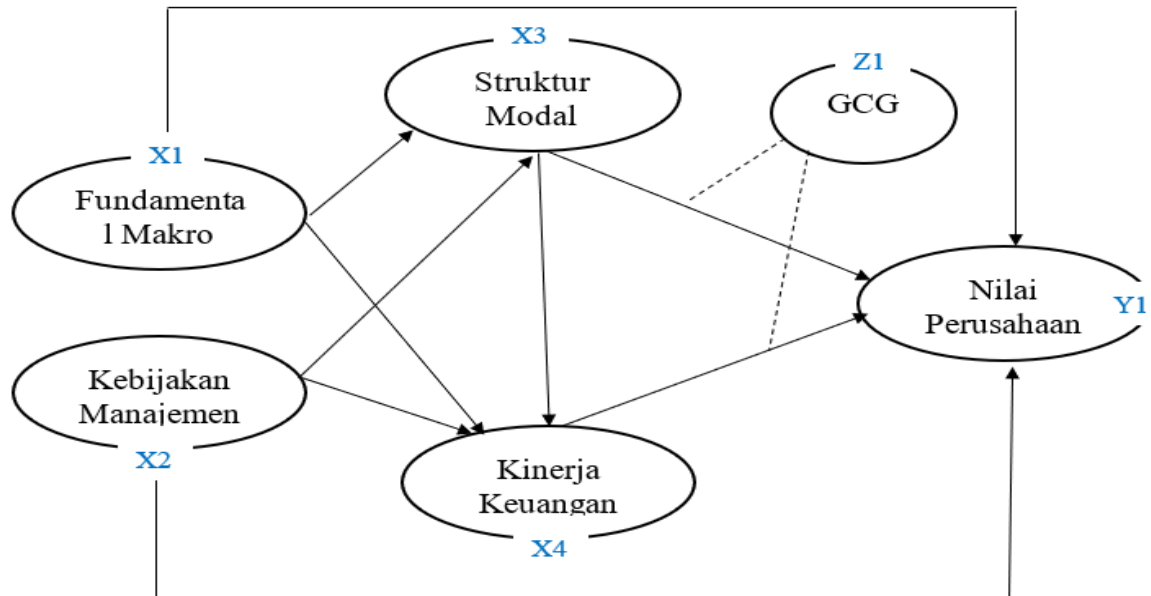 X3
Struktur
Modal
Z1
GCG
X1
Fundamenta
l Makro
Nilai
Perusahaan
Y1
Kebijakan
Manajemen
X2
Kinerja
Keuangan
X4